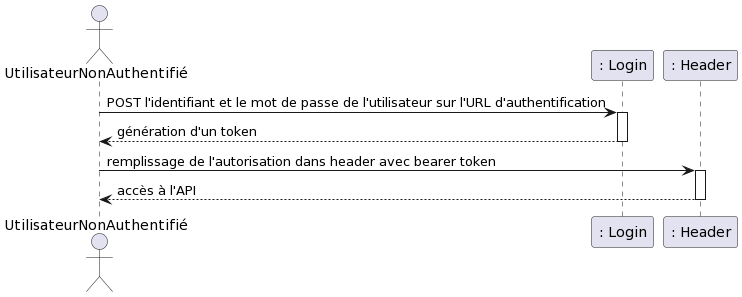 UtilisateurNonAuthentifié
: Login
: Header
POST l'identifiant et le mot de passe de l'utilisateur sur l'URL d'authentification
génération d'un token
remplissage de l'autorisation dans header avec bearer token
accès à l'API
UtilisateurNonAuthentifié
: Login
: Header